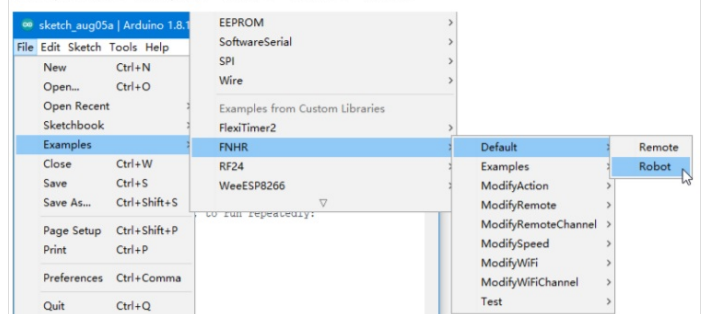 sketch_aug05a | Arduino 1.8.1
File Edit Sketch Tools Help
New Ctrl+N
Open... Ctrl+O
Open Recent
Sketchbook
Examples
Close Ctrl+W
Save Ctrl+S
Save As... Ctrl+Shift+S
Page Setup Ctrl+Shift+P
Print Ctrl+P
Preferences Ctrl+Comma
Quit Ctrl+Q
EEPROM
SoftwareSerial
SPI
Wire
Examples from Custom Libraries
FlexiTimer2
FNHR
RF24
WeeESP8266
to run repeatedly:
Default
Examples
ModifyAction
ModifyRemote
ModifyRemoteChannel
ModifySpeed
ModifyWiFi
ModifyWiFiChannel
Test
Remote
Robot